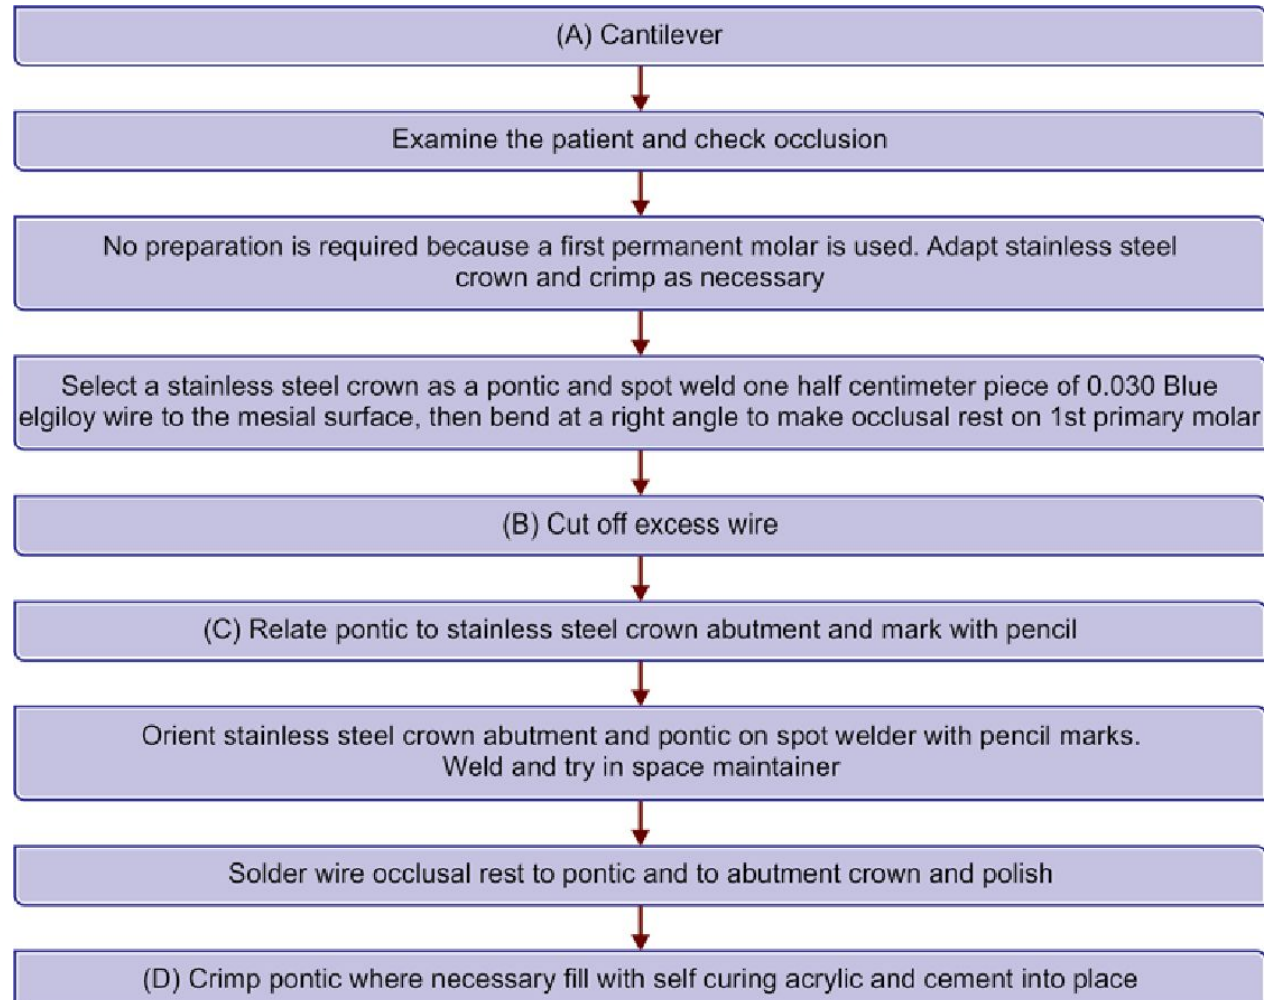 (A) Cantilever
Examine the patient and check occlusion
No preparation is required because a first permanent molar is used. Adapt stainless steel
crown and crimp as necessary
Select a stainless steel crown as a pontic and spot weld one half centimeter piece of 0.030 Blue
elgiloy wire to the mesial surface, then bend at a right angle to make occlusal rest on 1st primary molar
(B) Cut off excess wire
(C) Relate pontic to stainless steel crown abutment and mark with pencil
Orient stainless steel crown abutment and pontic on spot welder with pencil marks.
Weld and try in space maintainer
Solder wire occlusal rest to pontic and to abutment crown and polish
(D) Crimp pontic where necessary fill with self curing acrylic and cement into place